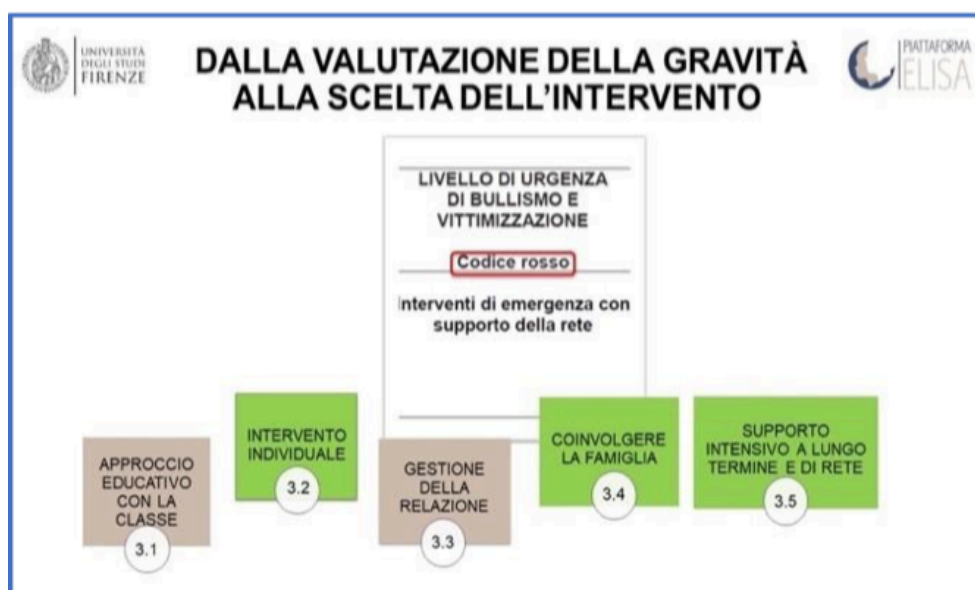 UNIVERSITÀ
DEGLI STUDI
FIRENZE
DALLA VALUTAZIONE DELLA GRAVITÀ
ALLA SCELTA DELL'INTERVENTO
PIATTAFORMA
ELISA
LIVELLO DI URGENZA
DI BULLISMO E
VITTIMIZZAZIONE
Codice rosso
Interventi di emergenza con
supporto della rete
APPROCCIO
EDUCATIVO
CON LA
CLASSE
3.1
INTERVENTO
INDIVIDUALE
3.2
GESTIONE
DELLA
RELAZIONE
3.3
COINVOLGERE
LA FAMIGLIA
3.4
SUPPORTO
INTENSIVO A LUNGO
TERMINE E DI RETE
3.5